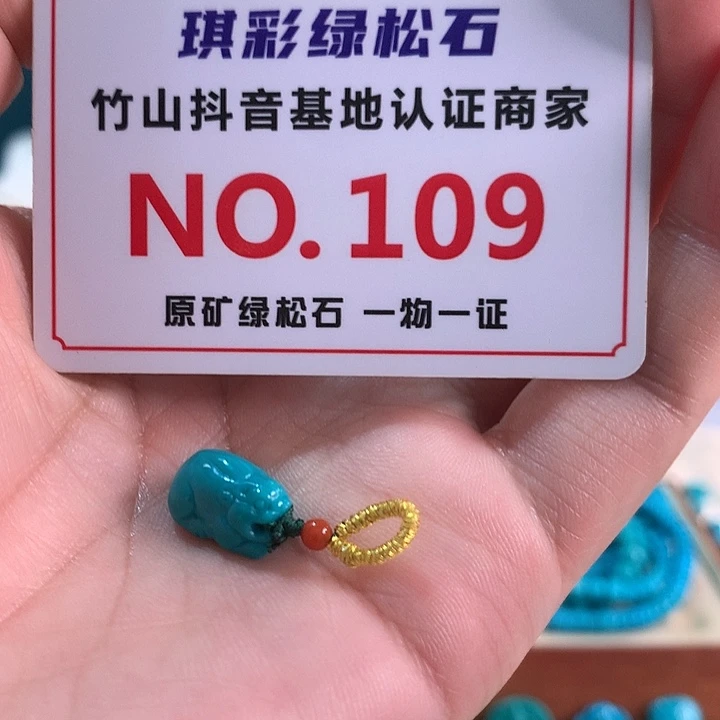 琪彩绿松石
竹山抖音基地认证商家
NO.109
原矿绿松石 一物一证